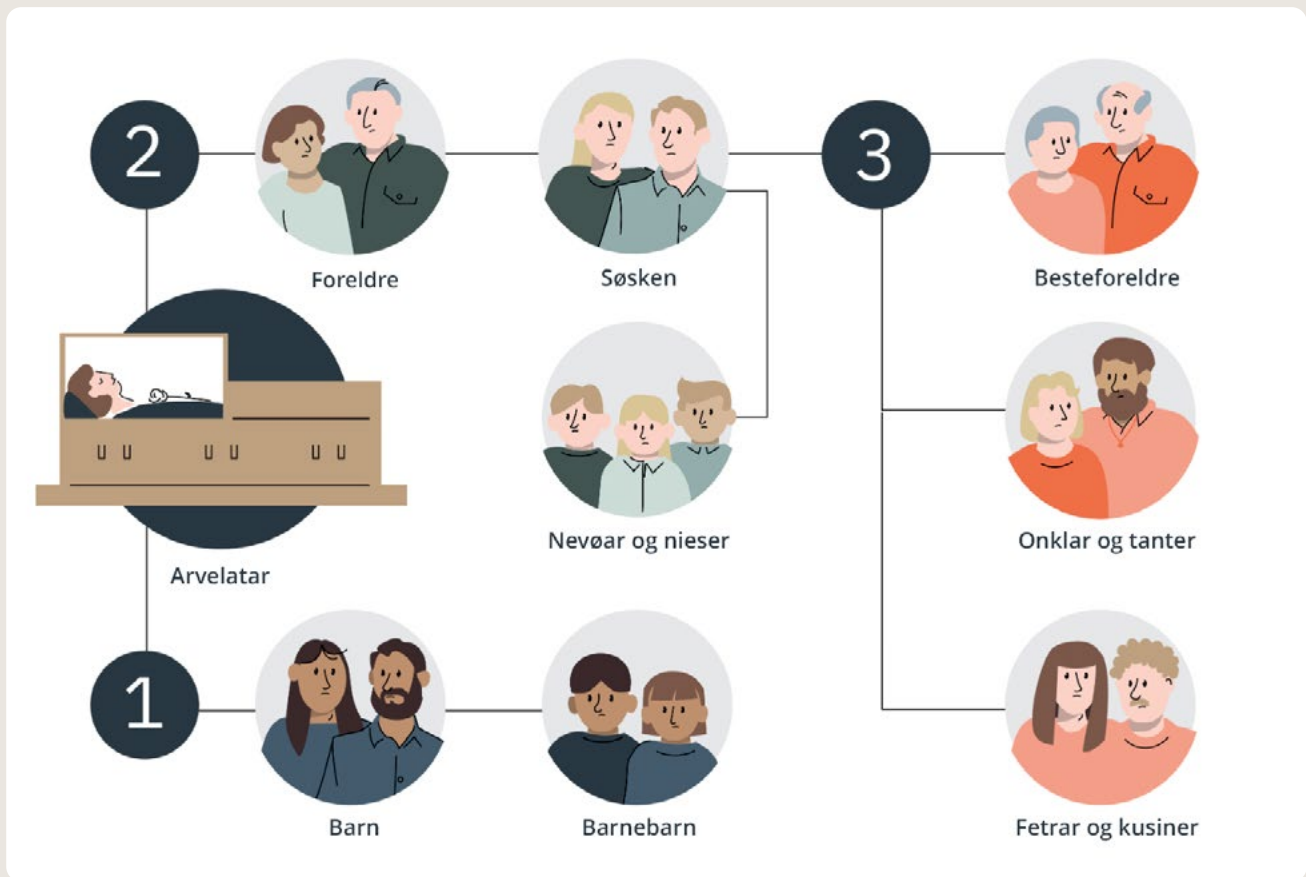 2
3
Foreldre
Søsken
Besteforeldre
Nevøar og nieser
Onklar og tanter
Arvelatar
1
Barn
Barnebarn
Fetrar og kusiner